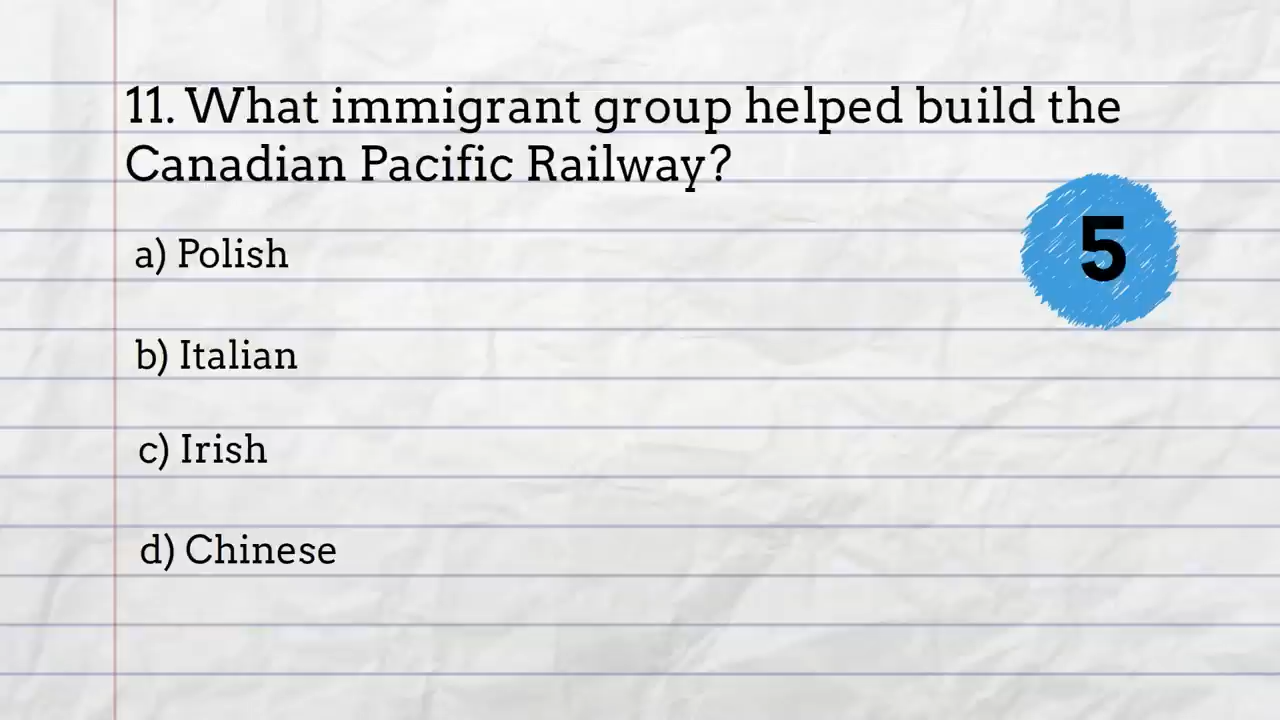 11. What immigrant group helped build the
Canadian Pacific Railway?
5
a) Polish
b) Italian
c) Irish
d) Chinese